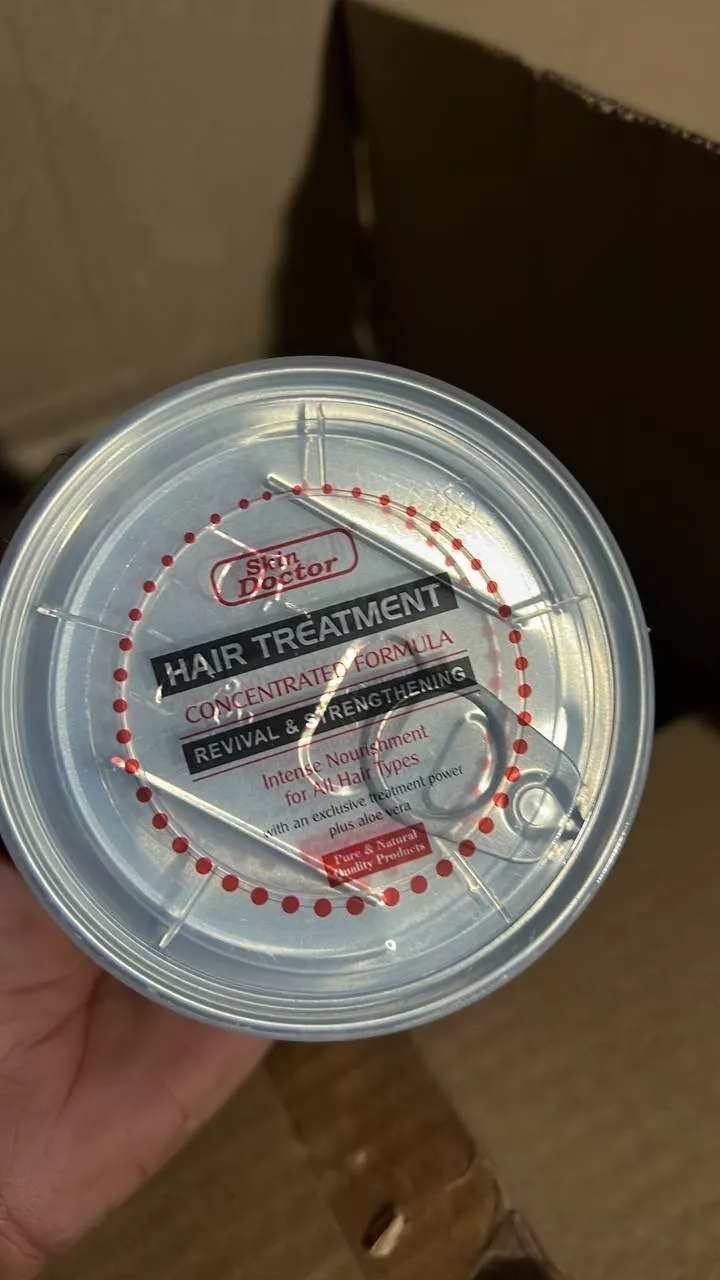 Skin
Doctor
HAIR TREATMENT
CONCENTRATED FORMULA
REVIVAL & STRENGTHENING
Intense Nourishment
for All Hair Types
with an exclusive treatment power
plus aloe vera
Pure & Natural
Quality Products